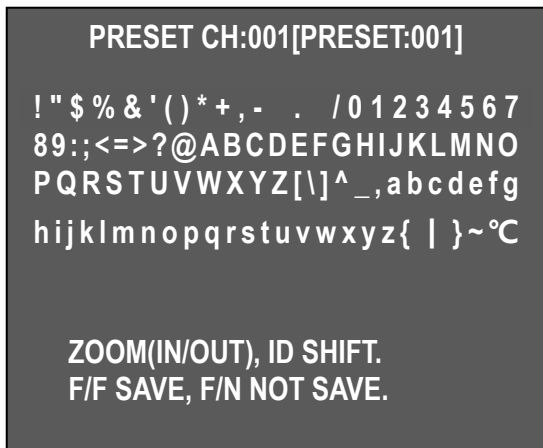 PRESET CH:001[PRESET:001]
! " $ % & ' ( ) * + , - . / 0 1 2 3 4 5 6 7
8 9 : ; < = > ? @ A B C D E F G H I J K L M N O
P Q R S T U V W X Y Z [ \ ] ^ _ , a b c d e f g
h i j k l m n o p q r s t u v w x y z { | } ~ °C
ZOOM(IN/OUT), ID SHIFT.
F/F SAVE, F/N NOT SAVE.